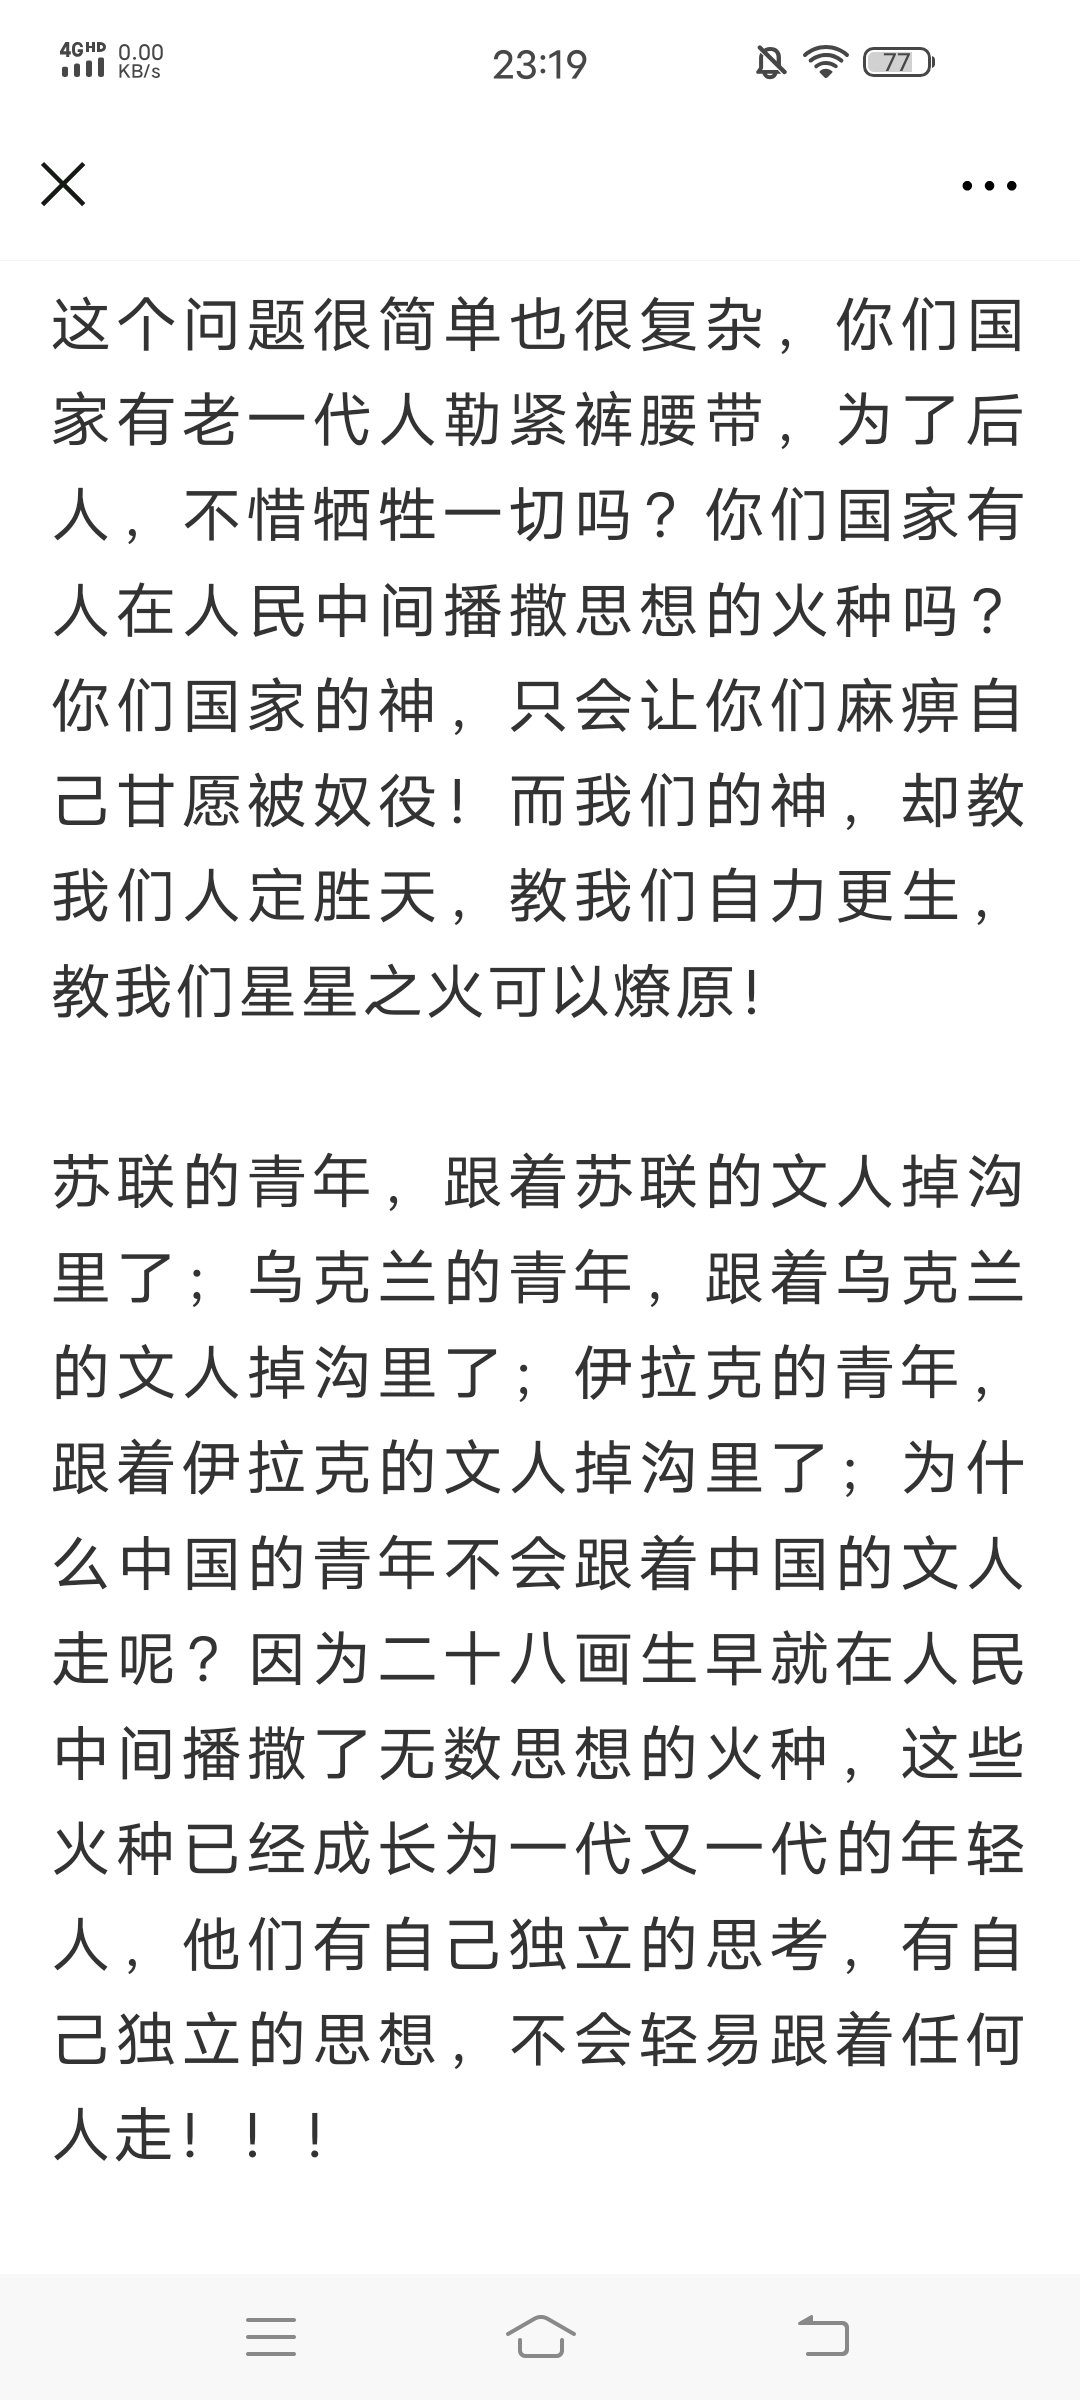 4G HD 0.00 KB/s 23:19 77
这个问题很简单也很复杂，你们国
家有老一代人勒紧裤腰带，为了后
人，不惜牺牲一切吗？你们国家有
人在人民中间播撒思想的火种吗？
你们国家的神，只会让你们麻痹自
己甘愿被奴役！而我们的神，却教
我们人定胜天，教我们自力更生，
教我们星星之火可以燎原！
苏联的青年，跟着苏联的文人掉沟
里了；乌克兰的青年，跟着乌克兰
的文人掉沟里了；伊拉克的青年，
跟着伊拉克的文人掉沟里了；为什
么中国的青年不会跟着中国的文人
走呢？因为二十八画生早就在人民
中间播撒了无数思想的火种，这些
火种已经成长为一代又一代的年轻
人，他们有自己独立的思考，有自
己独立的思想，不会轻易跟着任何
人走！！！